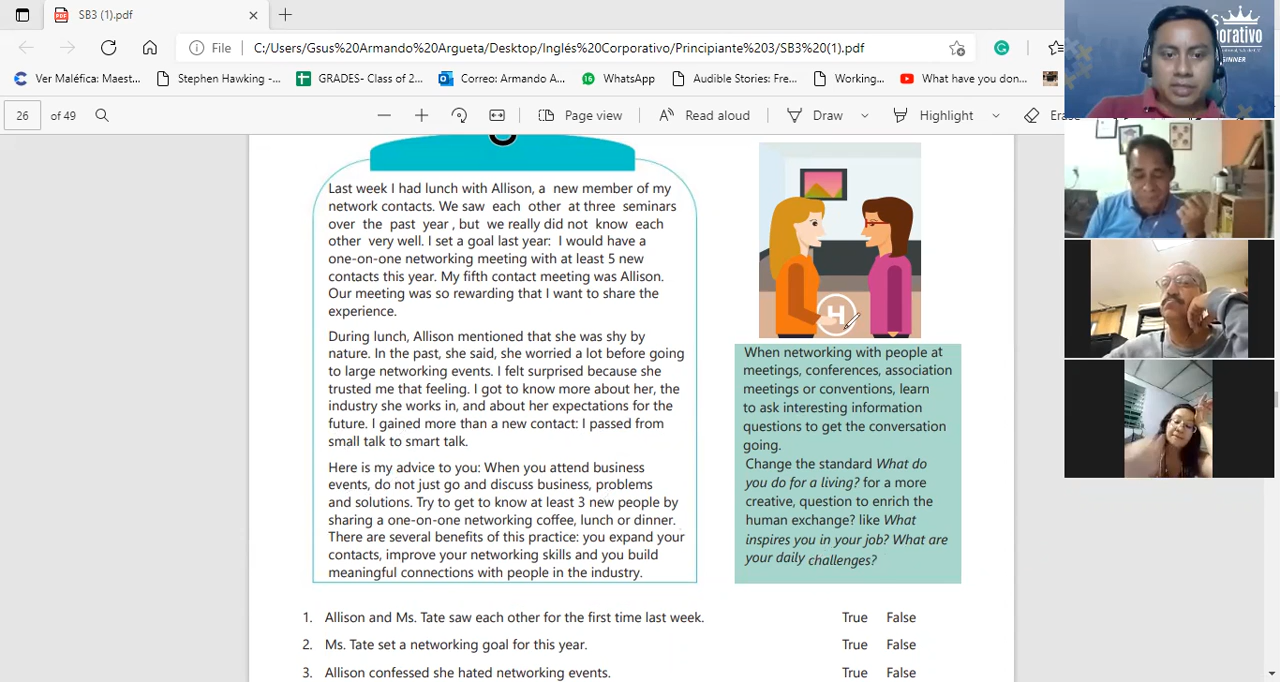 SB3 (1).pdf
File
C:/Users/Gsus%20Armando%20Argueta/Desktop/Inglés%20Corporativo/Principiante%203/SB3%20(1).pdf
Ver Maléfica: Maest...
Stephen Hawking -...
GRADES- Class of 2...
Correo: Armando A...
16
WhatsApp
Audible Stories: Fre...
Working...
What have you don...
26
of 49
Page view
Read aloud
Draw
Highlight
Last week I had lunch with Allison, a new member of my
network contacts. We saw each other at three seminars
over the past year , but we really did not know each
other very well. I set a goal last year: I would have a
one-on-one networking meeting with at least 5 new
contacts this year. My fifth contact meeting was Allison.
Our meeting was so rewarding that I want to share the
experience.
During lunch, Allison mentioned that she was shy by
nature. In the past, she said, she worried a lot before going
to large networking events. I felt surprised because she
trusted me that feeling. I got to know more about her, the
industry she works in, and about her expectations for the
future. I gained more than a new contact: I passed from
small talk to smart talk.
Here is my advice to you: When you attend business
events, do not just go and discuss business, problems
and solutions. Try to get to know at least 3 new people by
sharing a one-on-one networking coffee, lunch or dinner.
There are several benefits of this practice: you expand your
contacts, improve your networking skills and you build
meaningful connections with people in the industry.
H
When networking with people at
meetings, conferences, association
meetings or conventions, learn
to ask interesting information
questions to get the conversation
going.
Change the standard What do
you do for a living? for a more
creative, question to enrich the
human exchange? like What
inspires you in your job? What are
your daily challenges?
1. Allison and Ms. Tate saw each other for the first time last week. True False
2. Ms. Tate set a networking goal for this year. True False
3. Allison confessed she hated networking events. True False